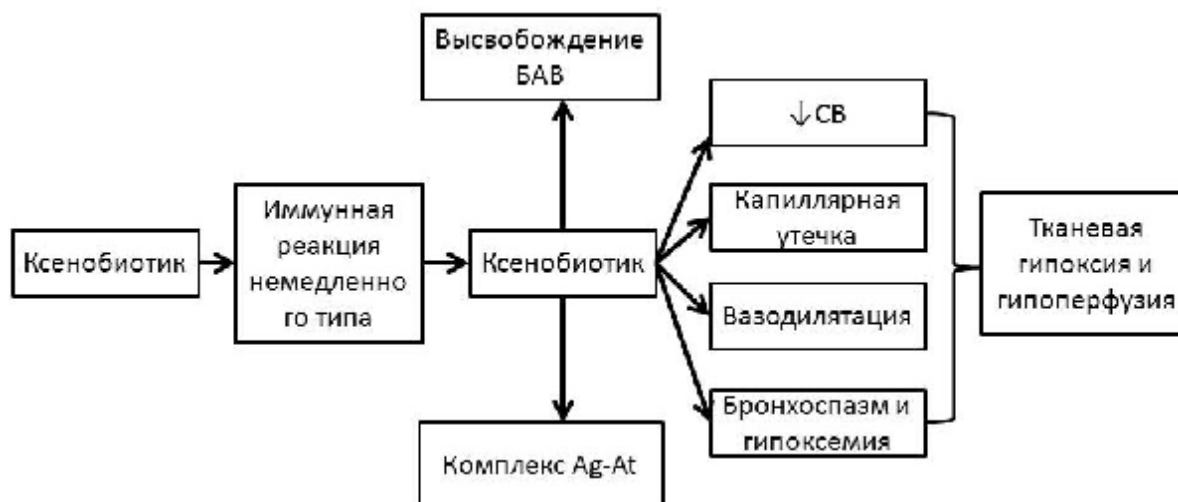 Высвобождение
БАВ
↓СВ
Иммунная
реакция
немедленно
го типа
Капиллярная
утечка
Тканевая
гипоксия и
гипоперфузия
Ксенобиотик
Ксенобиотик
Вазодилятация
Бронхоспазм и
гипоксемия
Комплекс Ag-At